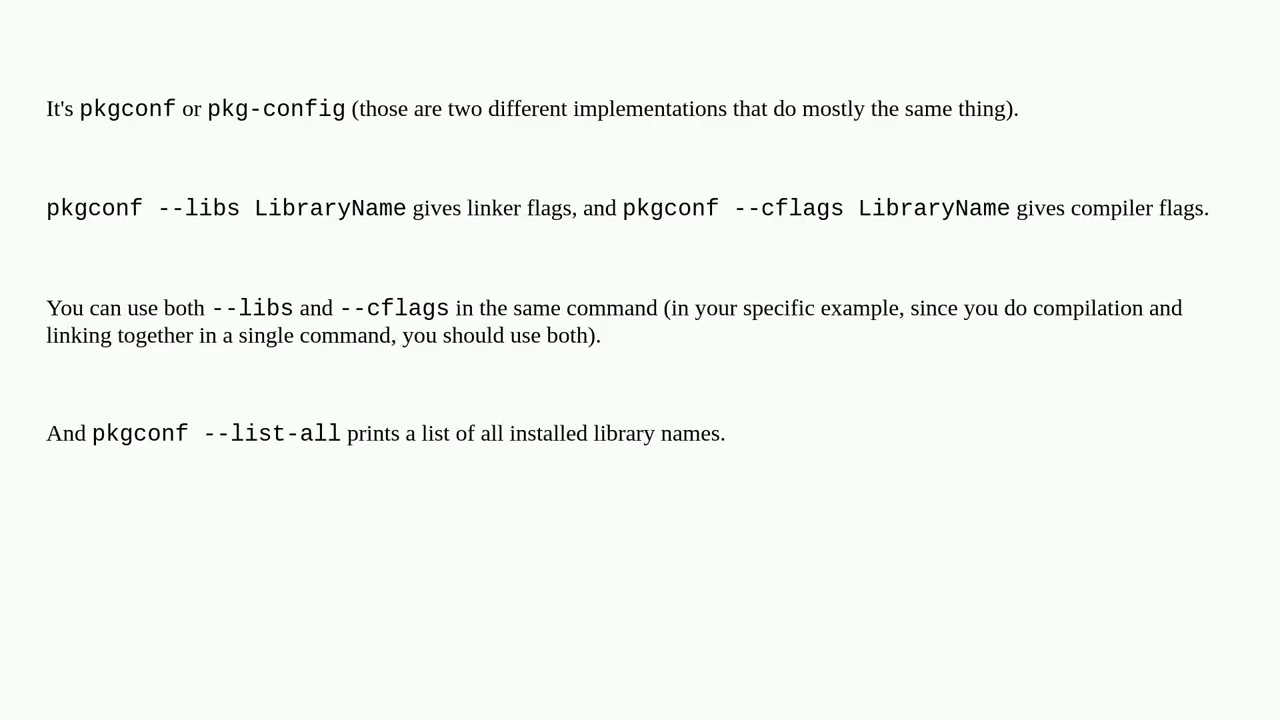 It's pkgconf or pkg-config (those are two different implementations that do mostly the same thing).
pkgconf --libs LibraryName gives linker flags, and pkgconf --cflags LibraryName gives compiler flags.
You can use both --libs and --cflags in the same command (in your specific example, since you do compilation and
linking together in a single command, you should use both).
And pkgconf --list-all prints a list of all installed library names.